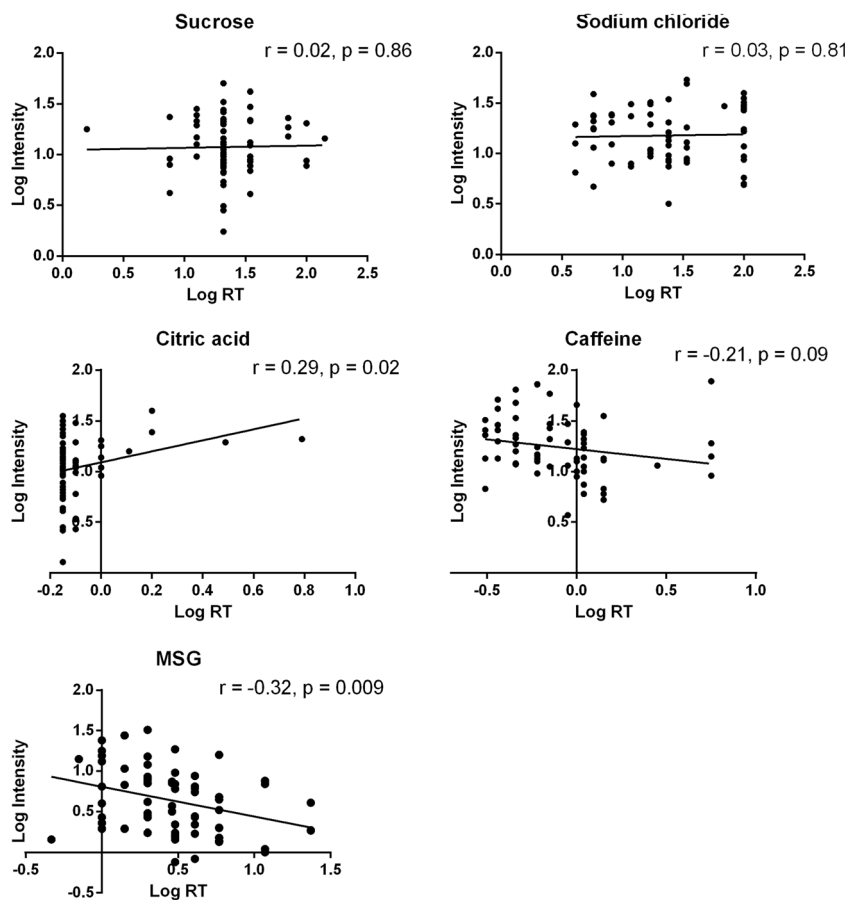 Sucrose
r = 0.02, p = 0.86
2.0
1.5
1.0
0.5
0.0
Log Intensity
0.0 0.5 1.0 1.5 2.0 2.5
Log RT
Sodium chloride
r = 0.03, p = 0.81
2.0
1.5
1.0
0.5
0.0
Log Intensity
0.0 0.5 1.0 1.5 2.0 2.5
Log RT
Citric acid
r = 0.29, p = 0.02
2.0
1.5
1.0
0.5
Log Intensity
-0.2 0.0 0.2 0.4 0.6 0.8 1.0
Log RT
Caffeine
r = -0.21, p = 0.09
2.0
1.5
1.0
0.5
Log Intensity
-0.5 0.0 0.5 1.0
Log RT
MSG
r = -0.32, p = 0.009
2.0
1.5
1.0
0.5
-0.5
Log Intensity
-0.5 0.5 1.0 1.5
Log RT